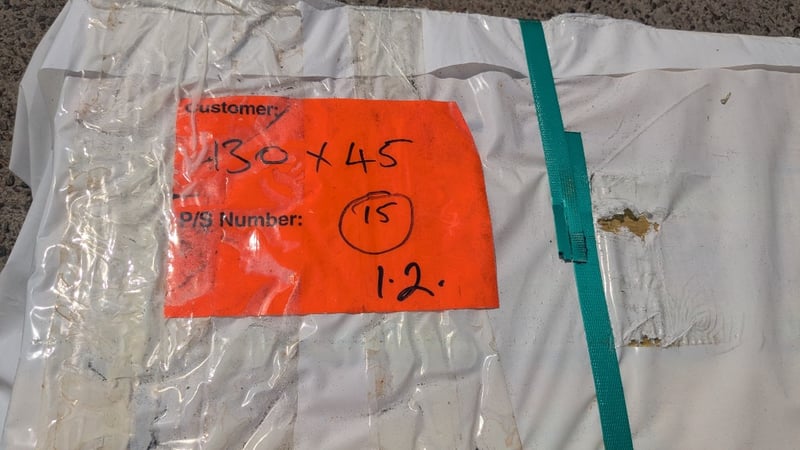 Customer:
130 x 45
P/S Number:
15
1.2.